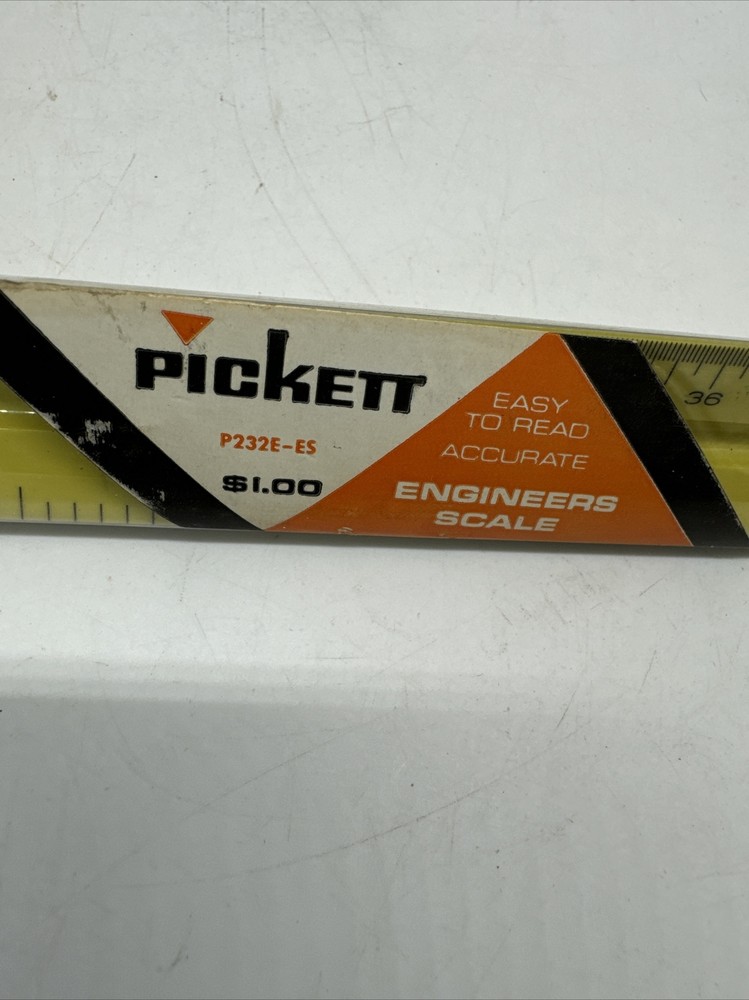 PICKETT
P232E-ES
$1.00
EASY
TO READ
ACCURATE
ENGINEERS
SCALE
36